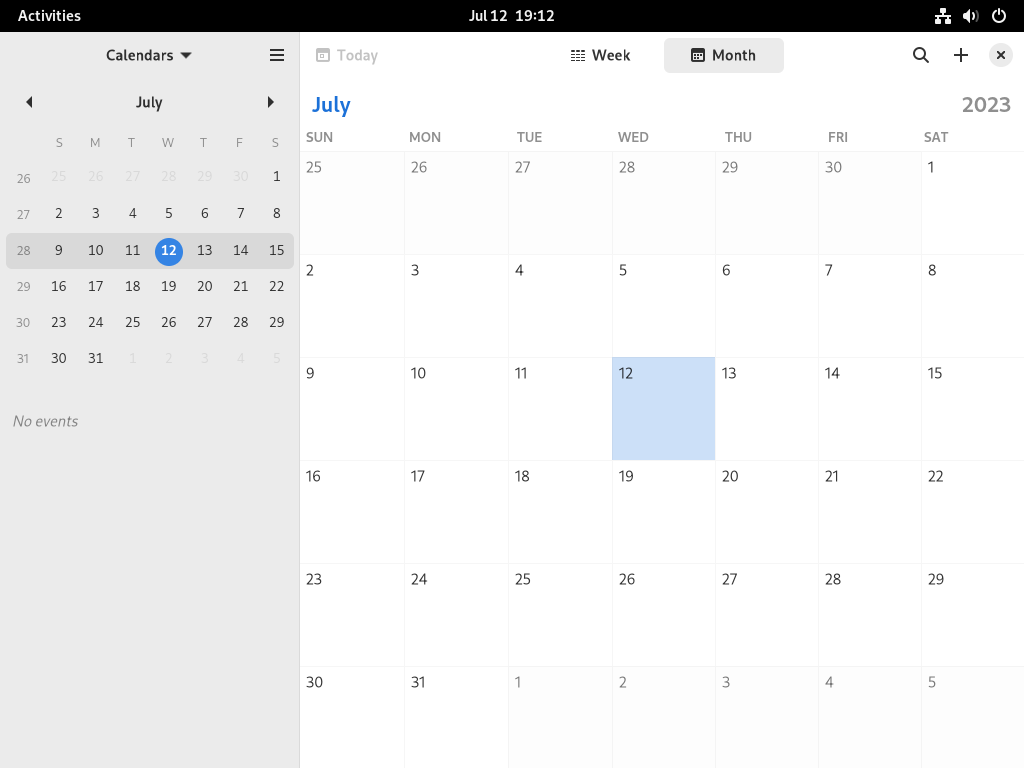 Activities
Jul 12 19:12
Calendars
Today
Week
Month
July
S M T W T F S
26 25 26 27 28 29 30 1
27 2 3 4 5 6 7 8
28 9 10 11 12 13 14 15
29 16 17 18 19 20 21 22
30 23 24 25 26 27 28 29
31 30 31 1 2 3 4 5
No events
July 2023
SUN MON TUE WED THU FRI SAT
25 26 27 28 29 30 1
2 3 4 5 6 7 8
9 10 11 12 13 14 15
16 17 18 19 20 21 22
23 24 25 26 27 28 29
30 31 1 2 3 4 5